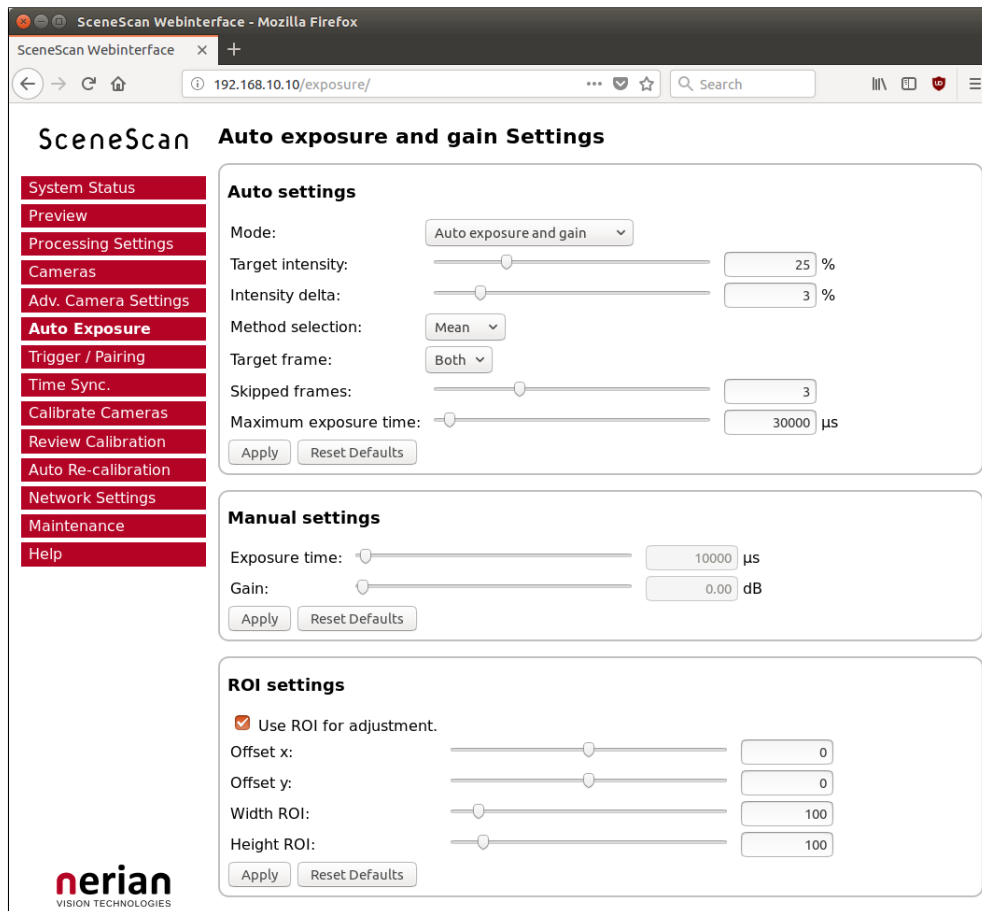 SceneScan Webinterface - Mozilla Firefox
SceneScan Webinterface × +
192.168.10.10/exposure/ ••• Search
SceneScan
System Status
Preview
Processing Settings
Cameras
Adv. Camera Settings
Auto Exposure
Trigger / Pairing
Time Sync.
Calibrate Cameras
Review Calibration
Auto Re-calibration
Network Settings
Maintenance
Help
nerian
VISION TECHNOLOGIES
Auto exposure and gain Settings
Auto settings
Mode: Auto exposure and gain
Target intensity: 25 %
Intensity delta: 3 %
Method selection: Mean
Target frame: Both
Skipped frames: 3
Maximum exposure time: 30000 μs
Apply Reset Defaults
Manual settings
Exposure time: 10000 μs
Gain: 0.00 dB
Apply Reset Defaults
ROI settings
Use ROI for adjustment.
Offset x: 0
Offset y: 0
Width ROI: 100
Height ROI: 100
Apply Reset Defaults